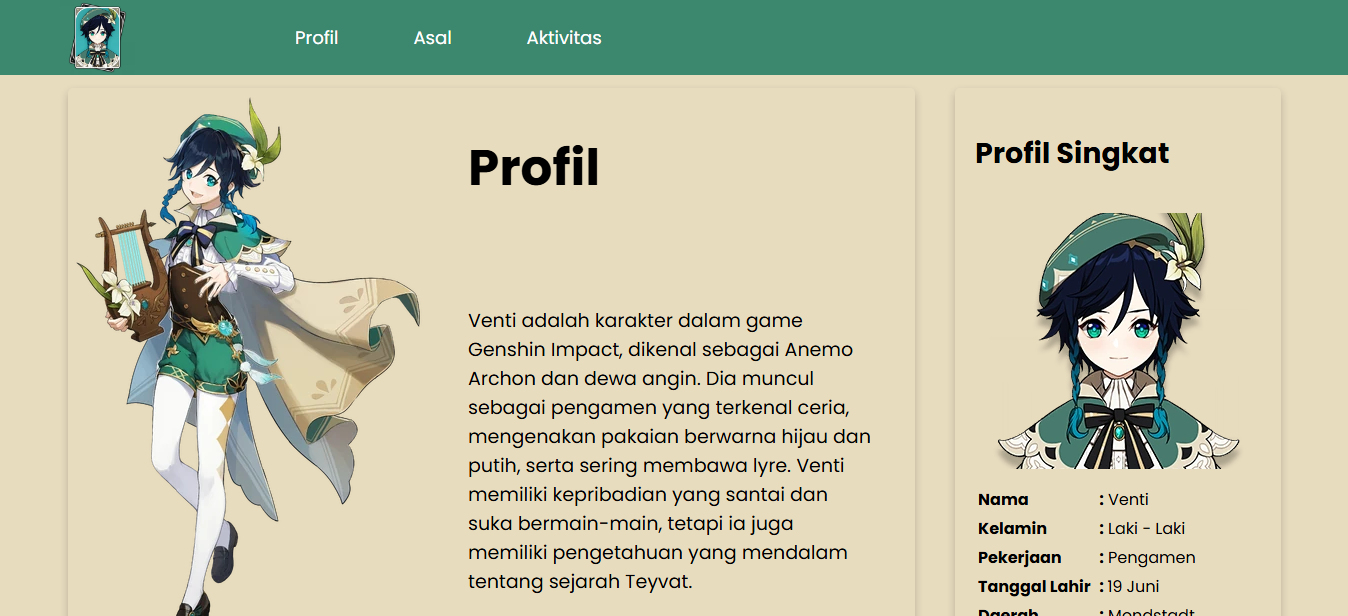 Profil Asal Aktivitas
Profil
Venti adalah karakter dalam game
Genshin Impact, dikenal sebagai Anemo
Archon dan dewa angin. Dia muncul
sebagai pengamen yang terkenal ceria,
mengenakan pakaian berwarna hijau dan
putih, serta sering membawa lyre. Venti
memiliki kepribadian yang santai dan
suka bermain-main, tetapi ia juga
memiliki pengetahuan yang mendalam
tentang sejarah Teyvat.
Profil Singkat
Nama : Venti
Kelamin : Laki - Laki
Pekerjaan : Pengamen
Tanggal Lahir : 19 Juni
Daerah : Mondstadt